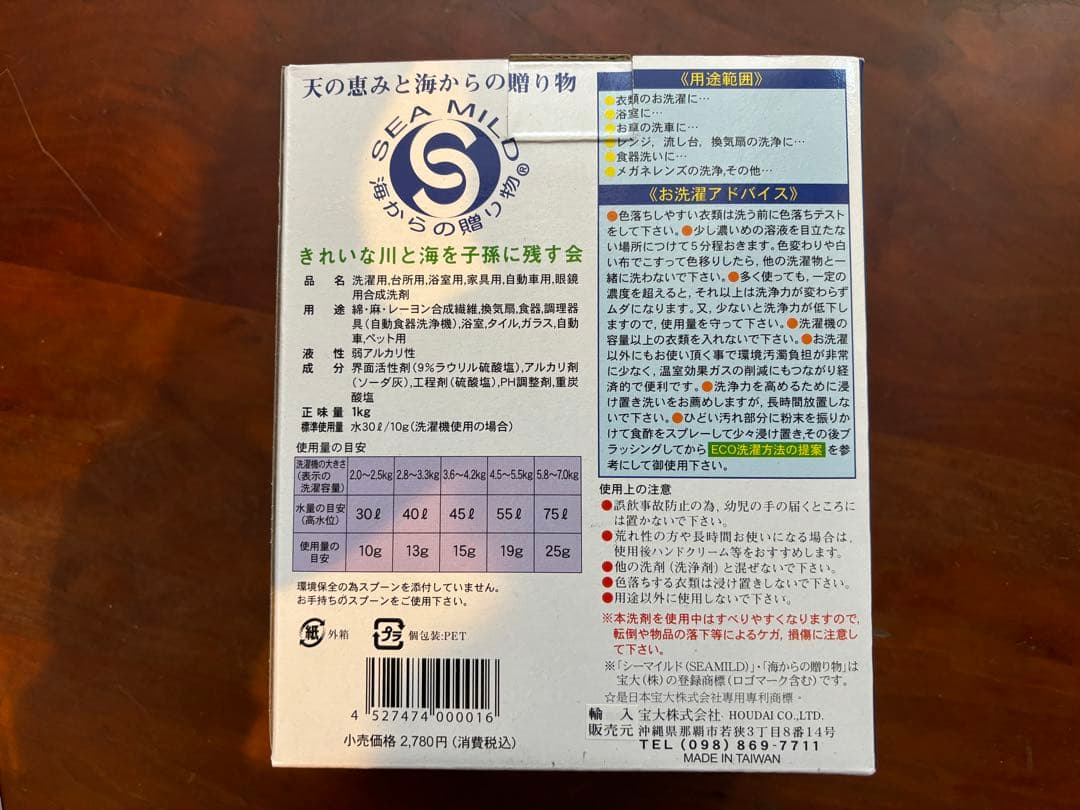 天の恵みと海からの贈り物
SEA MILD
海からの贈り物®
きれいな川と海を子孫に残す会
品 名 洗濯用,台所用,浴室用,家具用,自動車用,眼鏡
用合成洗剤
用 途 綿・麻・レーヨン合成繊維,換気扇,食器,調理器
具(自動食器洗浄機),浴室,タイル,ガラス,自動
車,ペット用
液 性 弱アルカリ性
成 分 界面活性剤(9%ラウリル硫酸塩),アルカリ剤
(ソーダ灰),工程剤(硫酸塩),PH調整剤,重炭
酸塩
正味量 1kg
標準使用量 水30ℓ/10g(洗濯機使用の場合)
使用量の目安
洗濯機の大きさ
(表示の
洗濯容量) 2.0〜2.5kg 2.8〜3.3kg 3.6〜4.2kg 4.5〜5.5kg 5.8〜7.0kg
水量の目安
(高水位) 30ℓ 40ℓ 45ℓ 55ℓ 75ℓ
使用量の
目安 10g 13g 15g 19g 25g
環境保全の為スプーンを添付していません。
お手持ちのスプーンをご使用下さい。
紙 外箱 プラ 個包装:PET
4 527474 000016
小売価格 2,780円(消費税込)
《用途範囲》
●衣類のお洗濯に…
●浴室に…
●お車の洗車に…
●レンジ, 流し台, 換気扇の洗浄に…
●食器洗いに…
●メガネレンズの洗浄,その他…
《お洗濯アドバイス》
●色落ちしやすい衣類は洗う前に色落ちテスト
をして下さい。●少し濃いめの溶液を目立たな
い場所につけて5分程おきます。色変わりや白
い布でこすって色移りしたら, 他の洗濯物と一
緒に洗わないで下さい。●多く使っても, 一定の
濃度を超えると, それ以上は洗浄力が変わらず
ムダになります。又, 少ないと洗浄力が低下し
ますので, 使用量を守って下さい。●洗濯機の
容量以上の衣類を入れないで下さい。●お洗濯
以外にもお使い頂く事で環境汚濁負担が非常
に少なく, 温室効果ガスの削減にもつながり経
済的で便利です。●洗浄力を高めるために浸
け置き洗いをお薦めしますが, 長時間放置しな
いで下さい。●ひどい汚れ部分に粉末を振りか
けて食酢をスプレーして少々浸け置き,その後ブ
ラッシングしてから ECO洗濯方法の提案 を参
考にして御使用下さい。
使用上の注意
●誤飲事故防止の為, 幼児の手の届くところに
は置かないで下さい。
●荒れ性の方や長時間お使いになる場合は,
使用後ハンドクリーム等をおすすめします。
●他の洗剤(洗浄剤)と混ぜないで下さい。
●色落ちする衣類は浸け置きしないで下さい。
●用途以外に使用しないで下さい。
※本洗剤を使用中はすべりやすくなりますので,
転倒や物品の落下等によるケガ, 損傷に注意し
て下さい。
※「シーマイルド(SEAMILD)」・「海からの贈り物」は
宝大(株)の登録商標(ロゴマーク含む)です。
☆是日本宝大株式会社専用専利商標。
輸 入 宝大株式会社 HOUDAI CO.,LTD.
販売元 沖縄県那覇市若狭3丁目8番14号
TEL (098) 869-7711
MADE IN TAIWAN